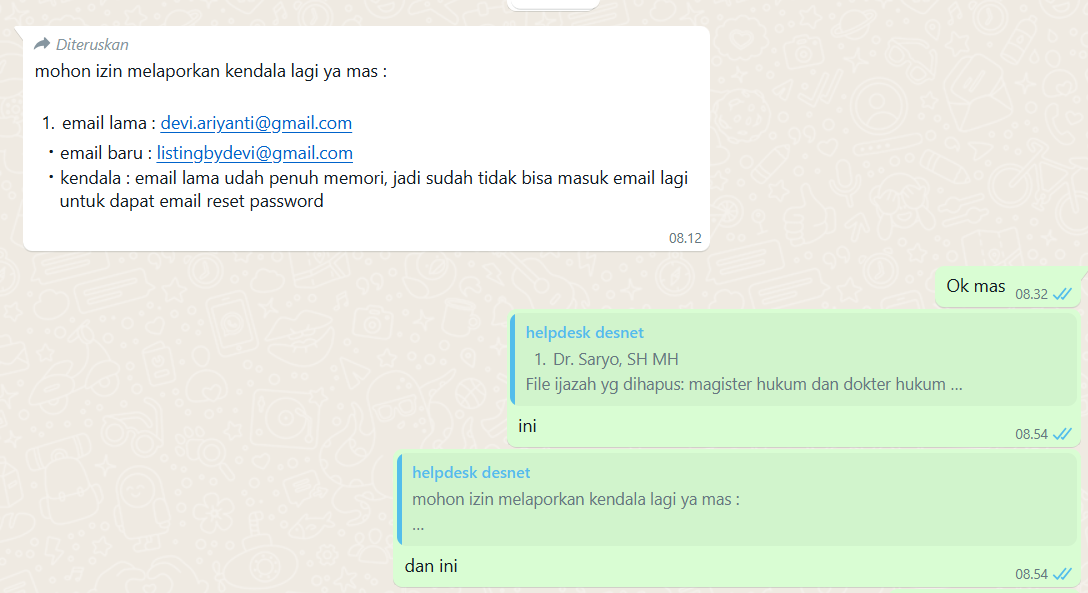 Diteruskan
mohon izin melaporkan kendala lagi ya mas :
1. email lama : devi.ariyanti@gmail.com
• email baru : listingbydevi@gmail.com
• kendala : email lama udah penuh memori, jadi sudah tidak bisa masuk email lagi
untuk dapat email reset password
08.12
Ok mas 08.32
helpdesk desnet
1. Dr. Saryo, SH MH
File ijazah yg dihapus: magister hukum dan dokter hukum ...
ini
08.54
helpdesk desnet
mohon izin melaporkan kendala lagi ya mas :
...
dan ini
08.54